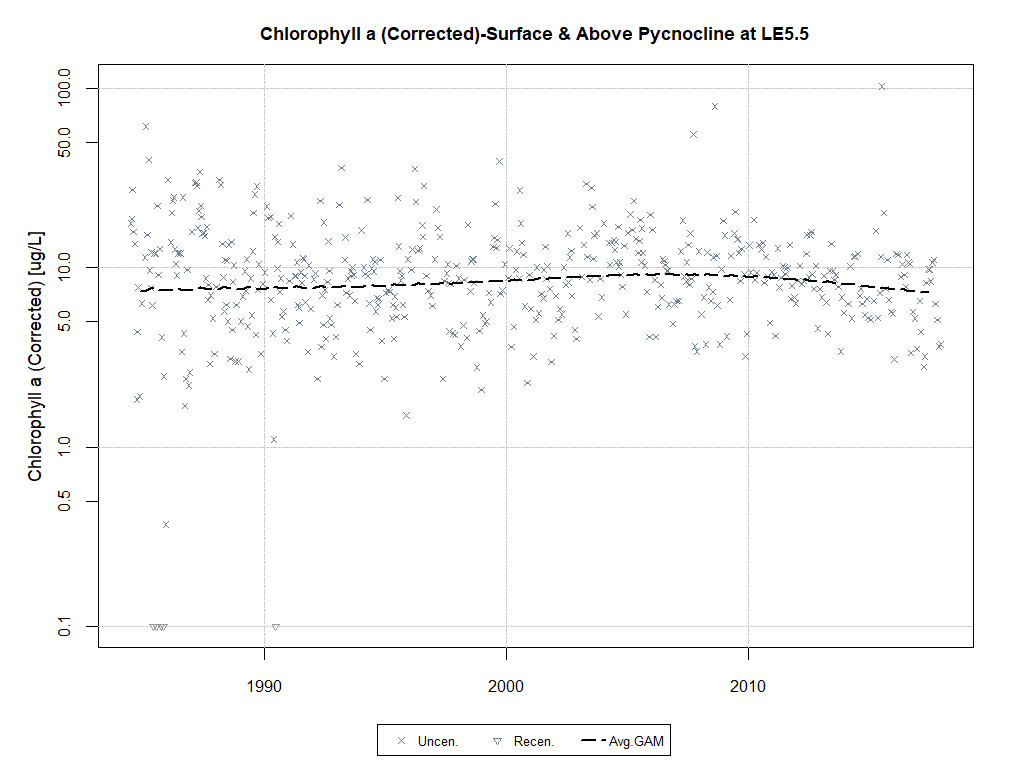 Chlorophyll a (Corrected)-Surface & Above Pycnocline at LE5.5
Chlorophyll a (Corrected) [ug/L]
100.0
50.0
10.0
5.0
1.0
0.5
0.1
1990
2000
2010
Uncen.
Recen.
Avg.GAM